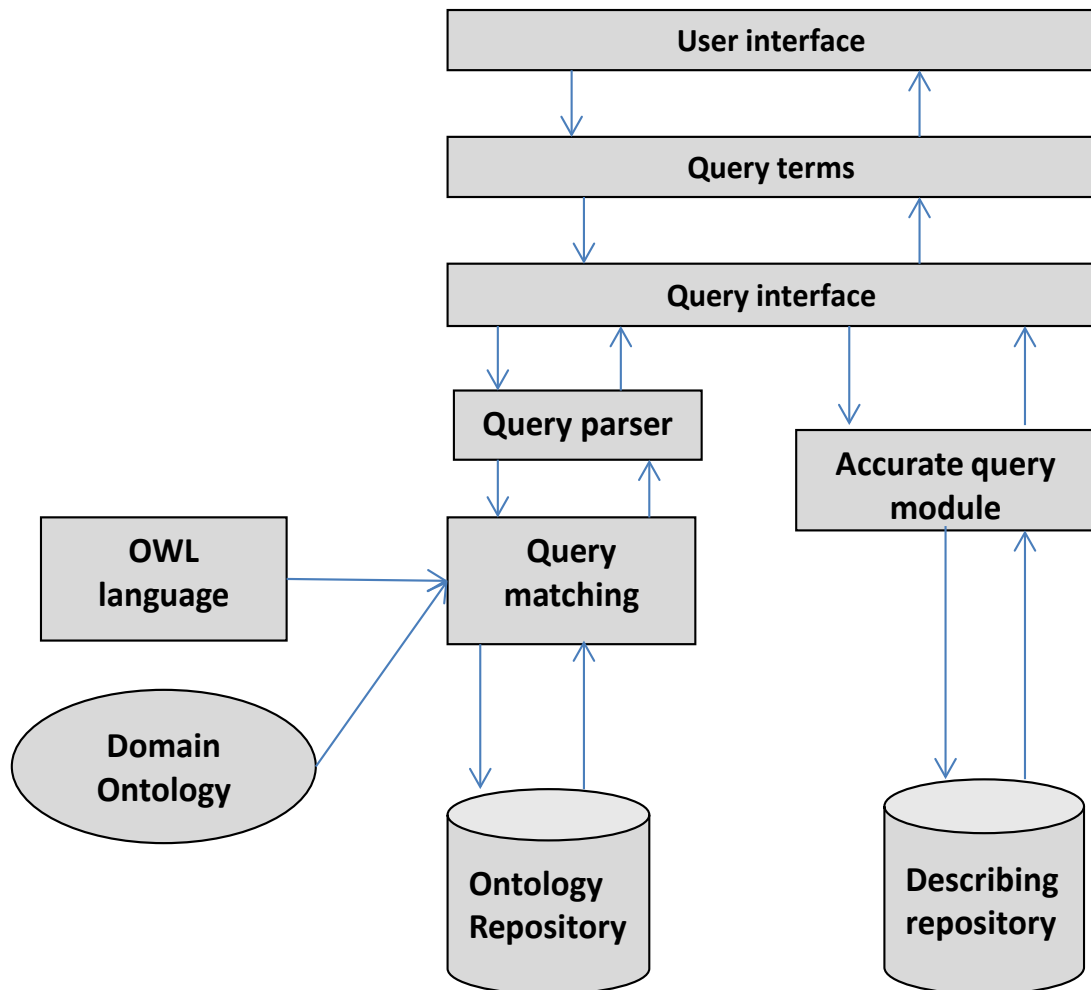 User interface
Query terms
Query interface
Query parser
Accurate query
module
OWL
language
Query
matching
Domain
Ontology
Ontology
Repository
Describing
repository